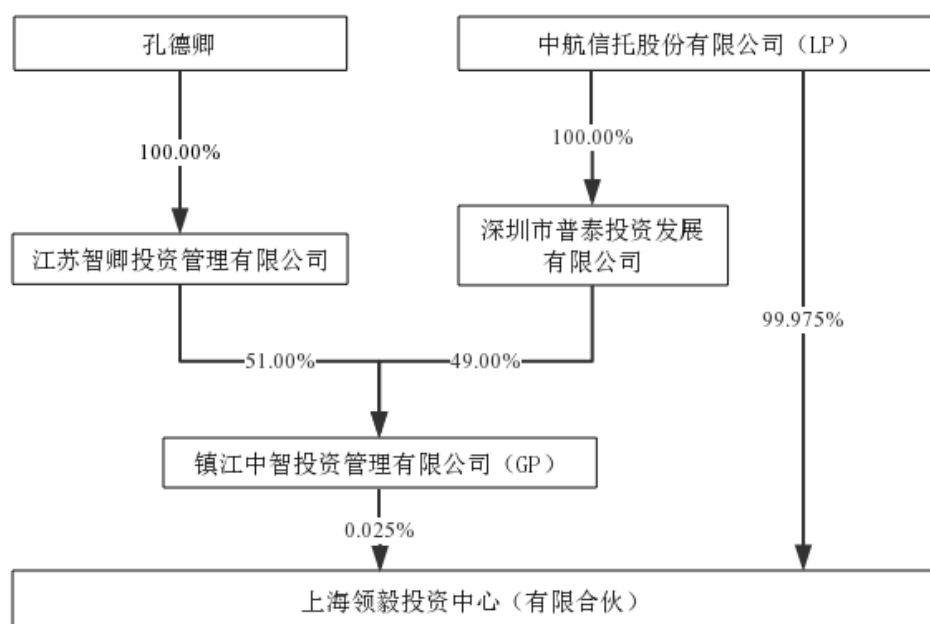 孔德卿
中航信托股份有限公司（LP）
100.00%
100.00%
江苏智卿投资管理有限公司
深圳市普泰投资发展
有限公司
99.975%
51.00%
49.00%
镇江中智投资管理有限公司（GP）
0.025%
上海领毅投资中心（有限合伙）